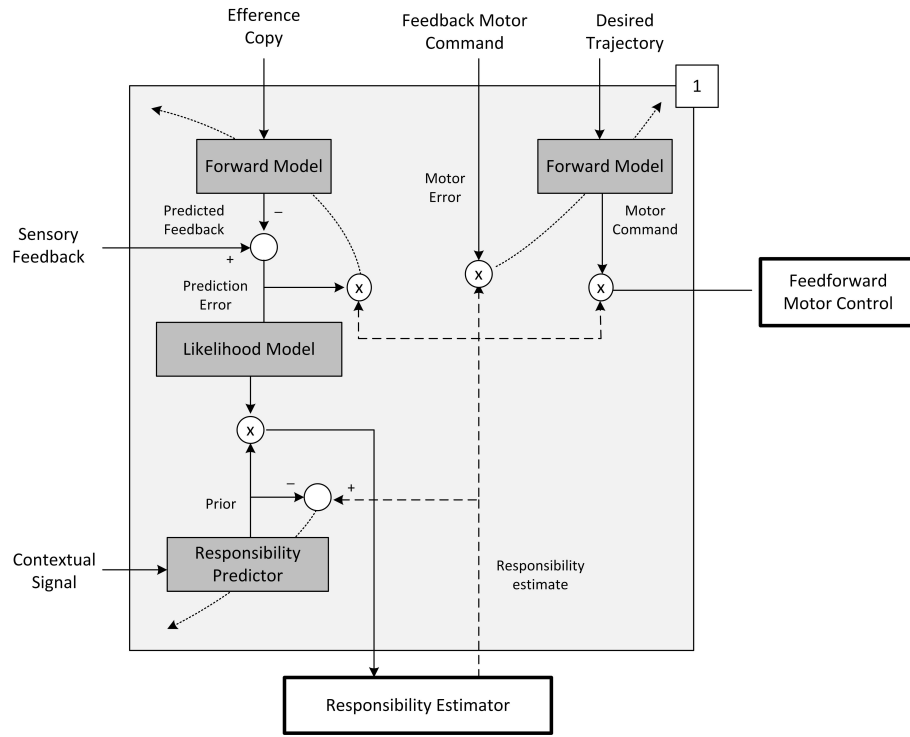 Efference
Copy
Feedback Motor
Command
Desired
Trajectory
1
Forward Model
Forward Model
Motor
Error
Predicted
Feedback
−
Motor
Command
Sensory
Feedback
+
Prediction
Error
x
x
x
Feedforward
Motor Control
Likelihood Model
x
−
+
Prior
Contextual
Signal
Responsibility
Predictor
Responsibility
estimate
Responsibility Estimator